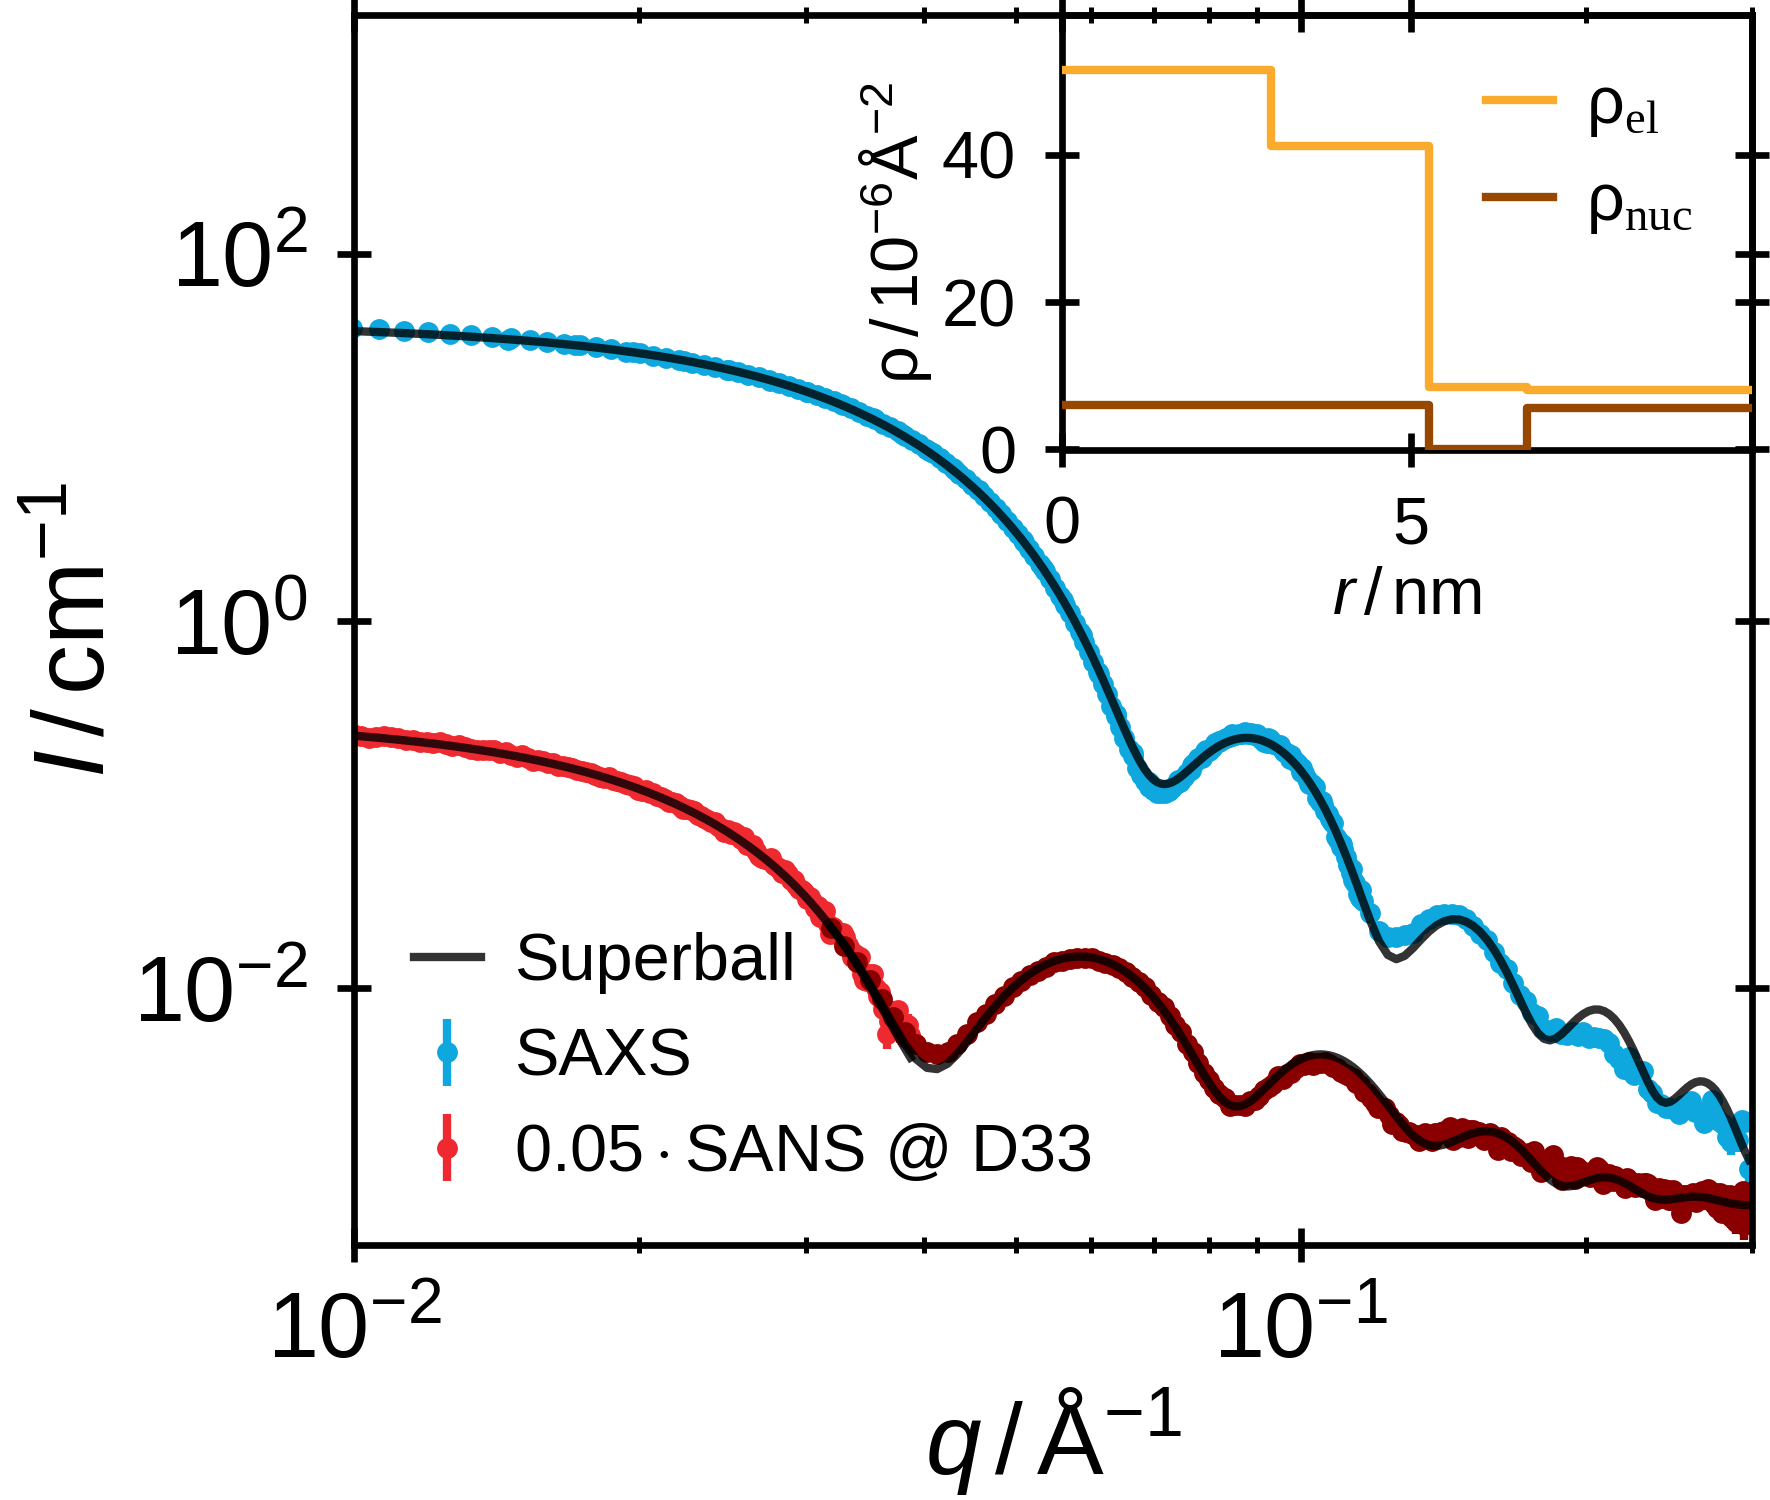 ρ / 10⁻⁶Å⁻²
40
20
0
ρel
ρnuc
0 5
r / nm
I / cm⁻¹
10²
10⁰
10⁻²
Superball
SAXS
0.05 · SANS @ D33
10⁻² 10⁻¹
q / Å⁻¹